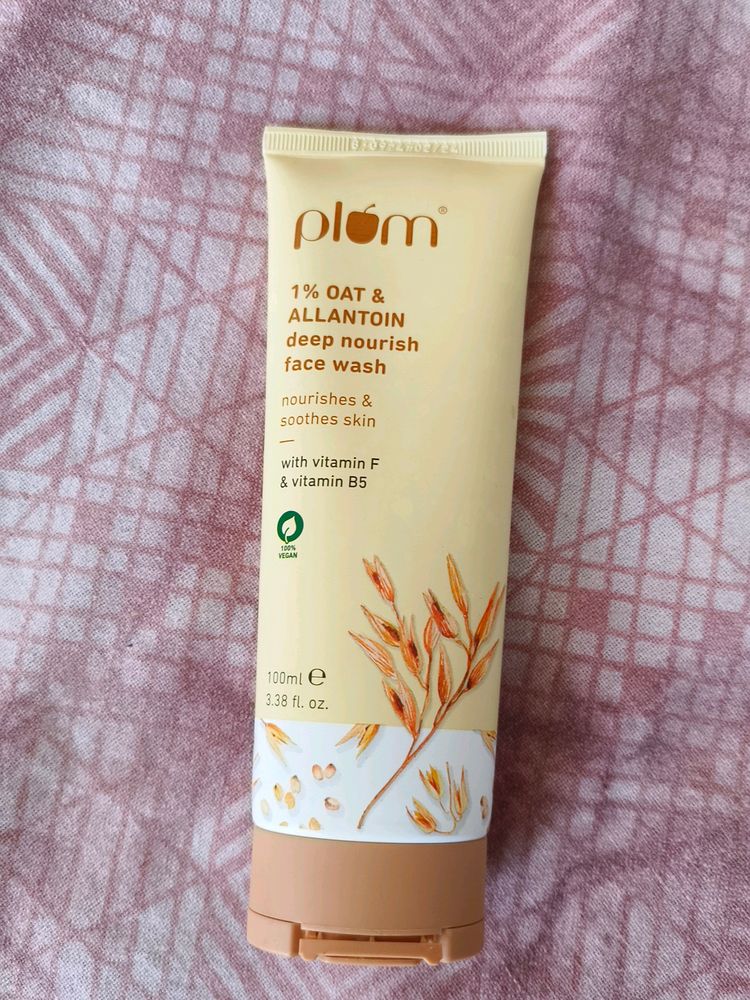 plum®
1% OAT &
ALLANTOIN
deep nourish
face wash
nourishes &
soothes skin
with vitamin F
& vitamin B5
100%
VEGAN
100ml ℮
3.38 fl. oz.